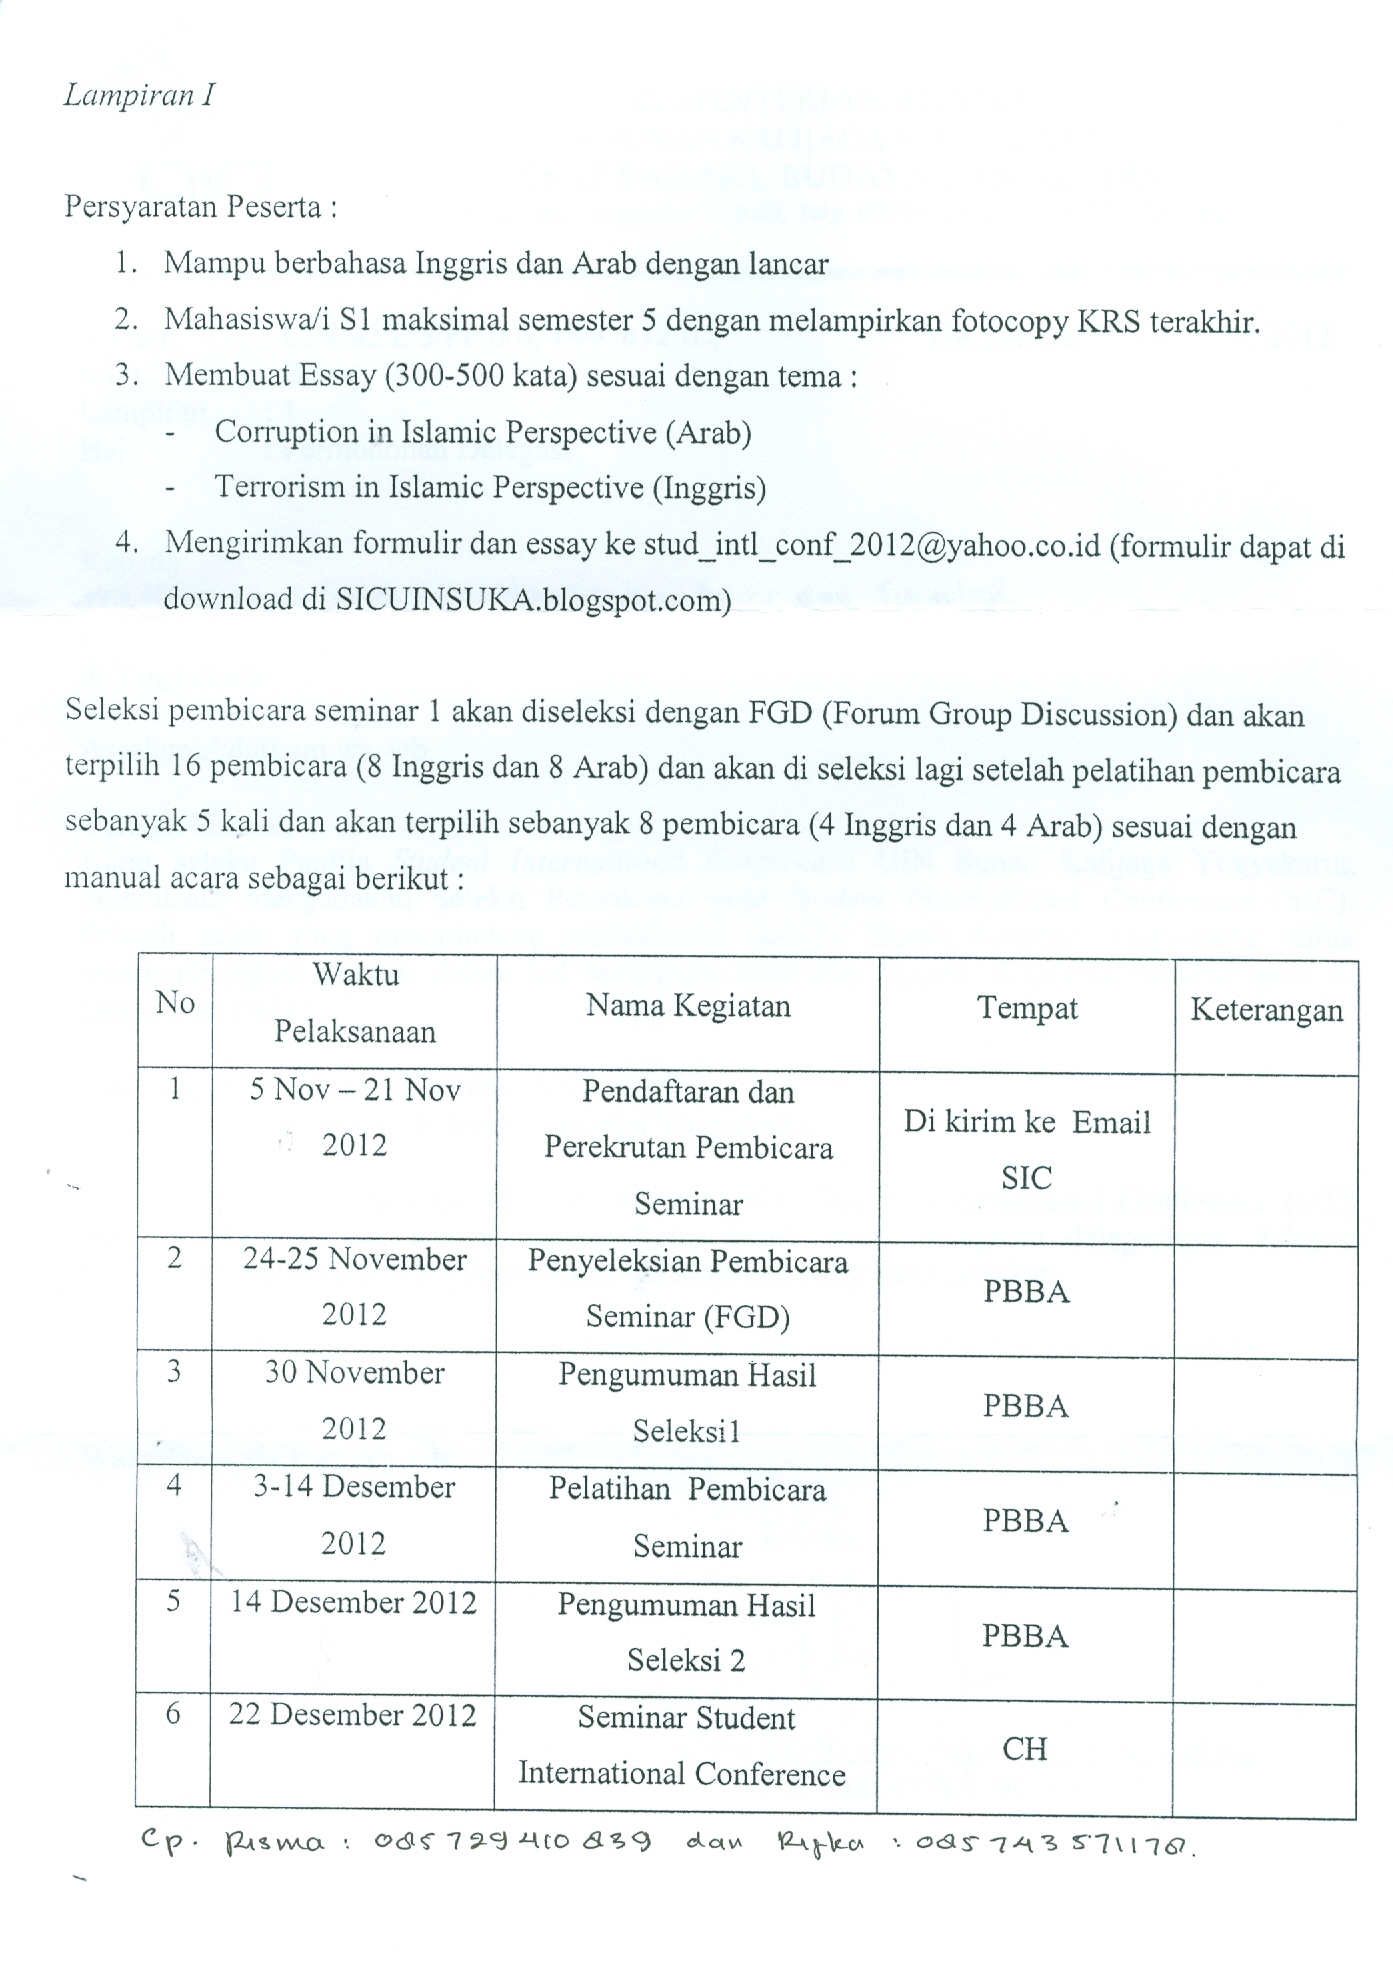 Lampiran I
Persyaratan Peserta :
1. Mampu berbahasa Inggris dan Arab dengan lancar
2. Mahasiswa/i S1 maksimal semester 5 dengan melampirkan fotocopy KRS terakhir.
3. Membuat Essay (300-500 kata) sesuai dengan tema :
- Corruption in Islamic Perspective (Arab)
- Terrorism in Islamic Perspective (Inggris)
4. Mengirimkan formulir dan essay ke stud_intl_conf_2012@yahoo.co.id (formulir dapat di
download di SICUINSUKA.blogspot.com)
Seleksi pembicara seminar 1 akan diseleksi dengan FGD (Forum Group Discussion) dan akan
terpilih 16 pembicara (8 Inggris dan 8 Arab) dan akan di seleksi lagi setelah pelatihan pembicara
sebanyak 5 kali dan akan terpilih sebanyak 8 pembicara (4 Inggris dan 4 Arab) sesuai dengan
manual acara sebagai berikut :
No
Waktu
Pelaksanaan
Nama Kegiatan
Tempat
Keterangan
1
5 Nov – 21 Nov
2012
Pendaftaran dan
Perekrutan Pembicara
Seminar
Di kirim ke Email
SIC
2
24-25 November
2012
Penyeleksian Pembicara
Seminar (FGD)
PBBA
3
30 November
2012
Pengumuman Hasil
Seleksi1
PBBA
4
3-14 Desember
2012
Pelatihan Pembicara
Seminar
PBBA
5
14 Desember 2012
Pengumuman Hasil
Seleksi 2
PBBA
6
22 Desember 2012
Seminar Student
International Conference
CH
Cp. Risma : 085 729 410 839 dan Rifka : 085 743 571170.